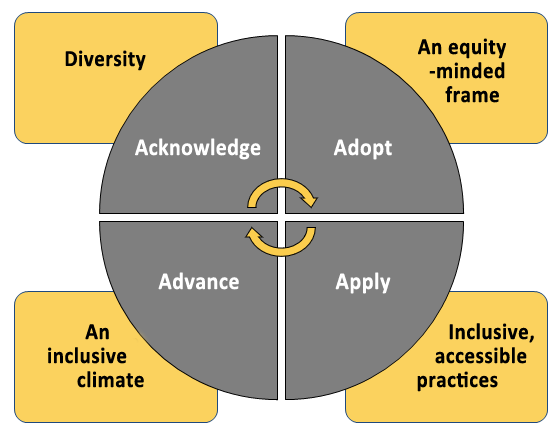 Diversity
An equity
-minded
frame
Acknowledge
Adopt
Advance
Apply
An
inclusive
climate
Inclusive,
accessible
practices